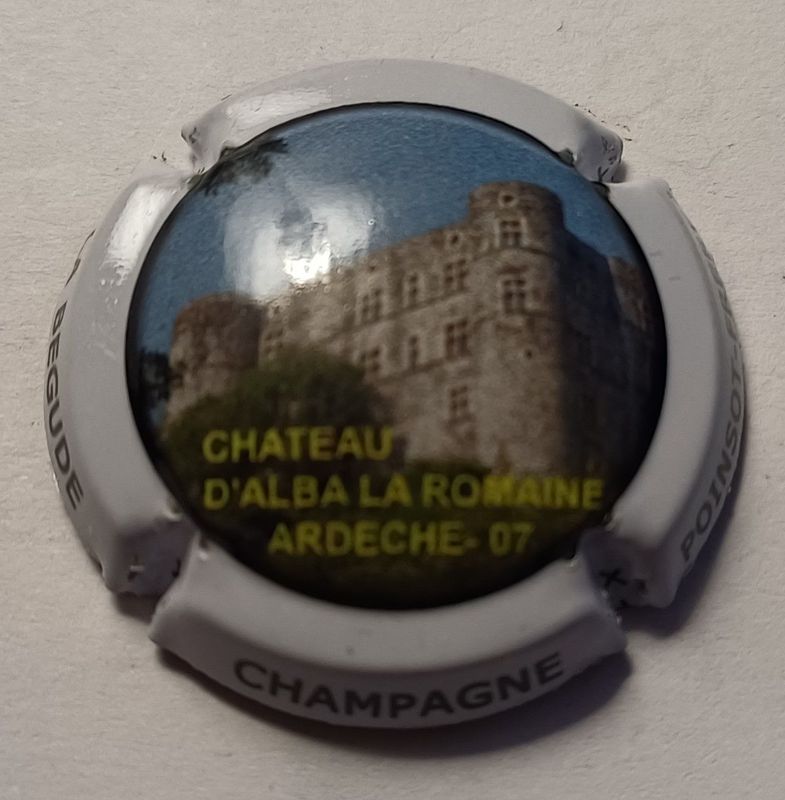 CHATEAU
D'ALBA LA ROMAINE
ARDECHE- 07
CHAMPAGNE
BEGUDE
POINSOT-